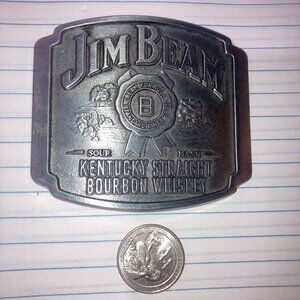 JIM BEAM
B
SOUR MASH
KENTUCKY STRAIGHT
BOURBON WHISKEY